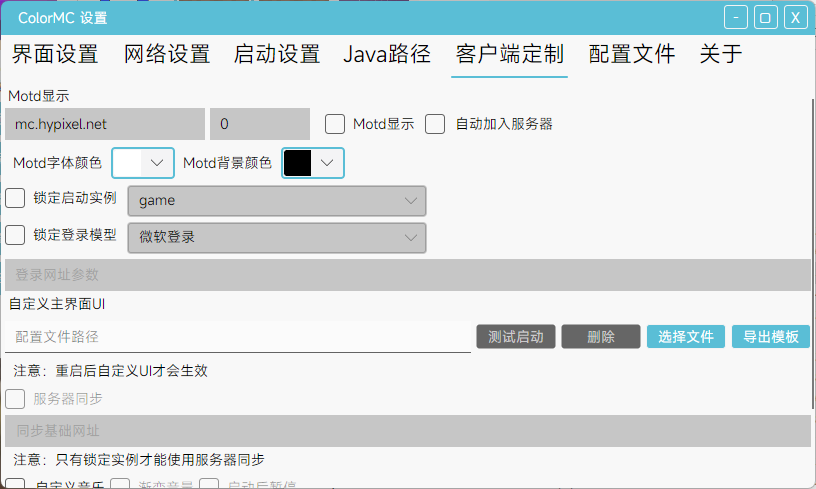 ColorMC 设置
界面设置 网络设置 启动设置 Java路径 客户端定制 配置文件 关于
Motd显示
mc.hypixel.net 0 Motd显示 自动加入服务器
Motd字体颜色 Motd背景颜色
锁定启动实例 game
锁定登录模型 微软登录
登录网址参数
自定义主界面UI
配置文件路径 测试启动 删除 选择文件 导出模板
注意：重启后自定义UI才会生效
服务器同步
同步基础网址
注意：只有锁定实例才能使用服务器同步
自定义音乐 渐变音量 启动后暂停